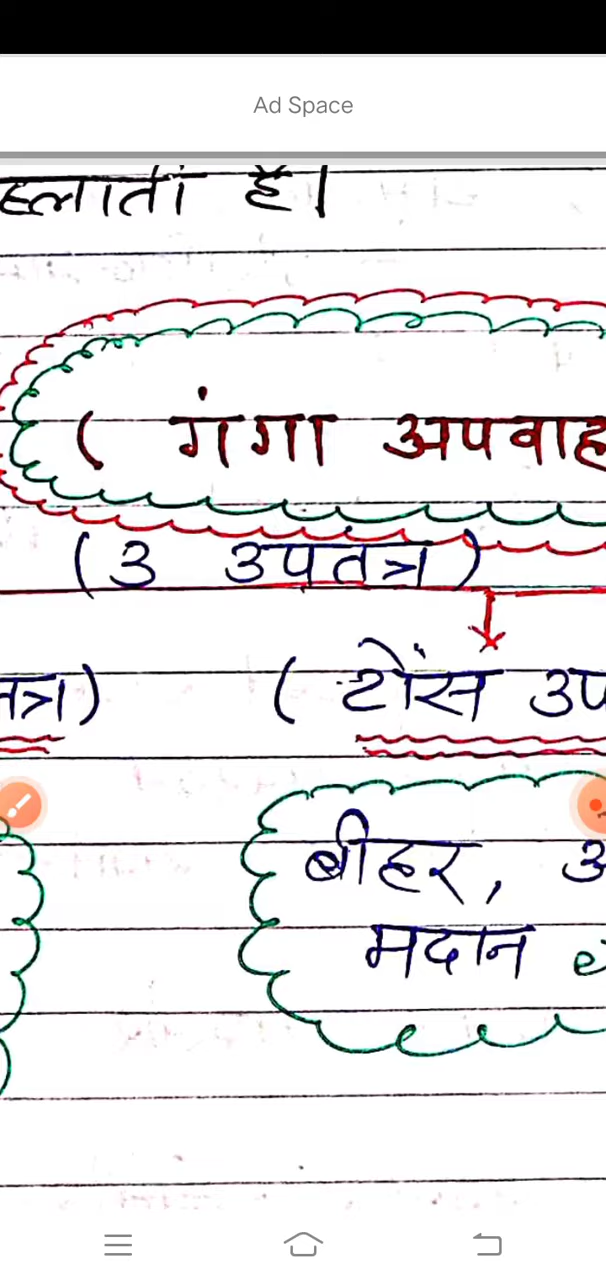 Ad Space
हलाती हैं।
( गंगा अपवाह
(3 उपतंत्र)
तंत्र) ( टोंस उप
बीहर, अ
मदान